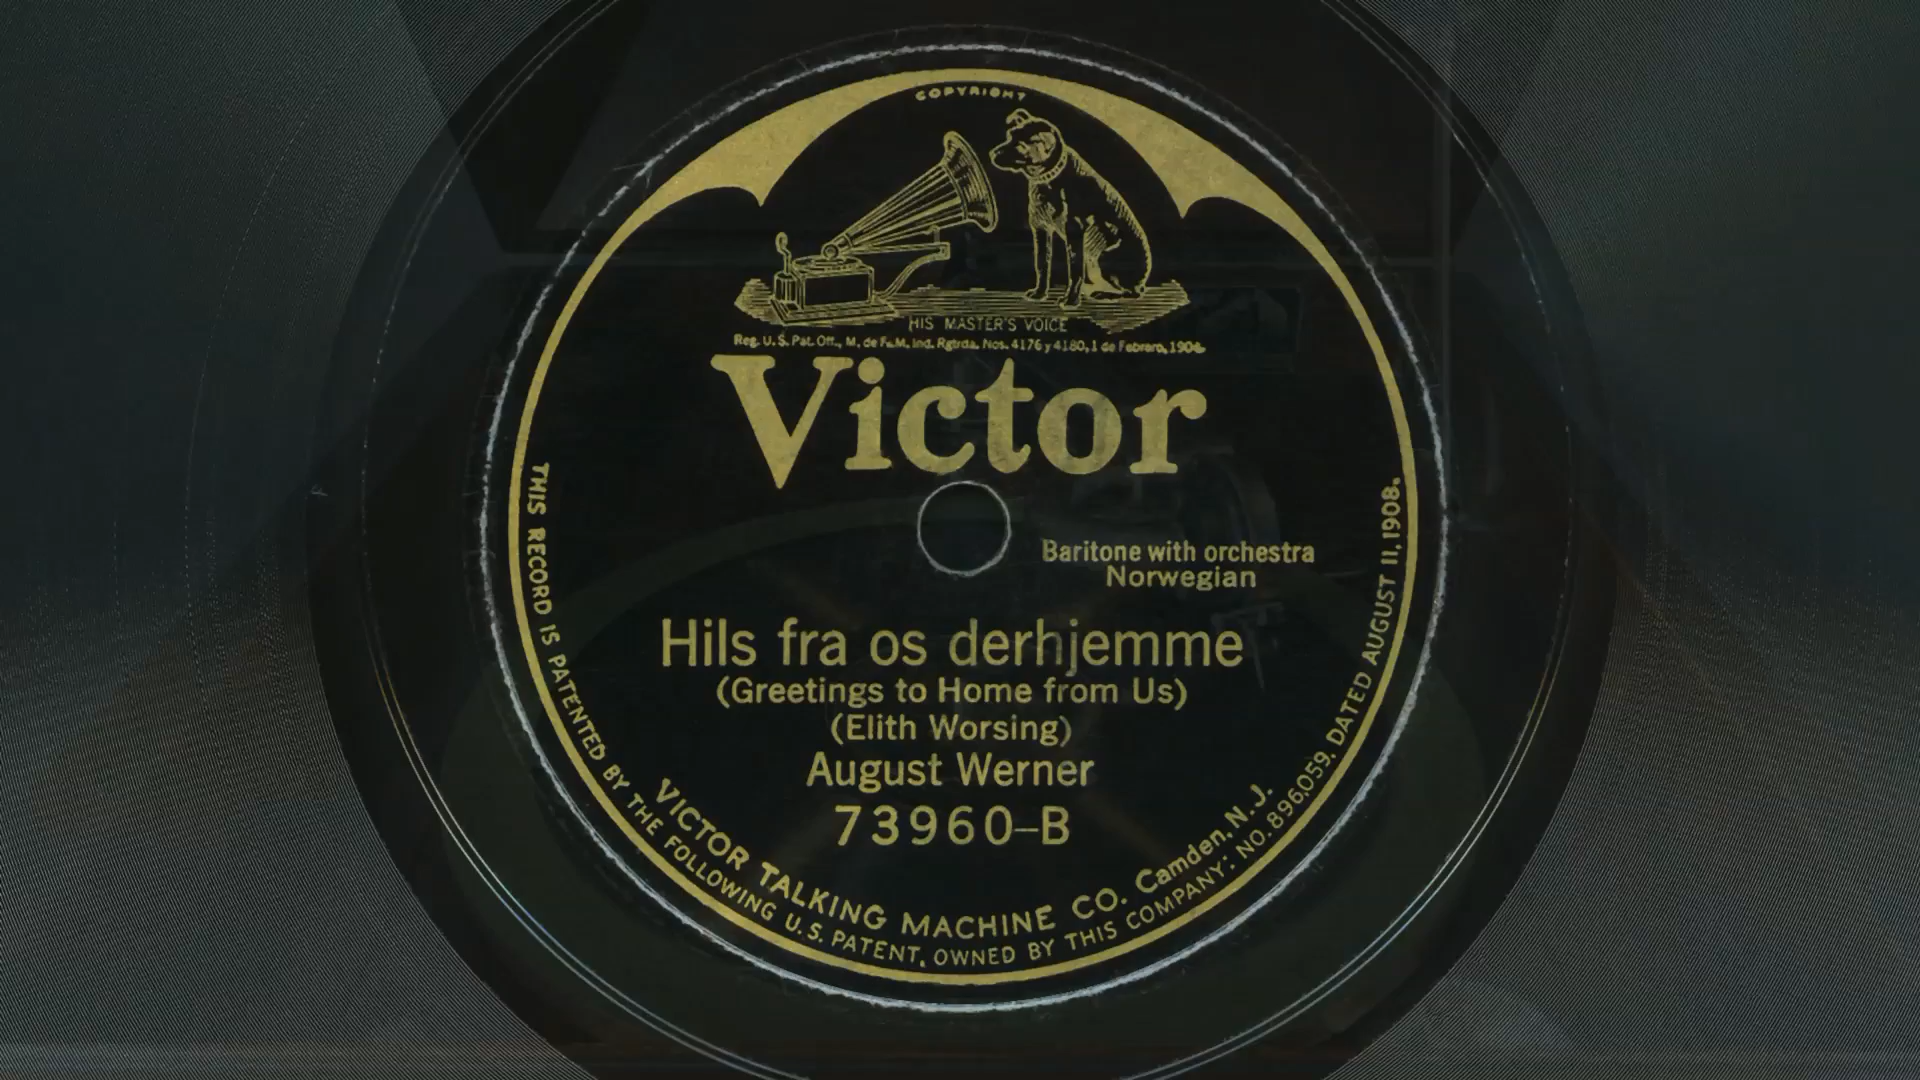 COPYRIGHT
HIS MASTER'S VOICE
Reg. U.S. Pat. Off., M. de F. M. Ind. Rgtrda. Nos. 4176 y 4180, 1 de Febrero, 1904
Victor
Baritone with orchestra
Norwegian
Hils fra os derhjemme
(Greetings to Home from Us)
(Elith Worsing)
August Werner
73960-B
VICTOR TALKING MACHINE CO. Camden, N.J.
THIS RECORD IS PATENTED BY THE FOLLOWING U.S. PATENT, OWNED BY THIS COMPANY: NO. 896,059, DATED AUGUST 11, 1908.